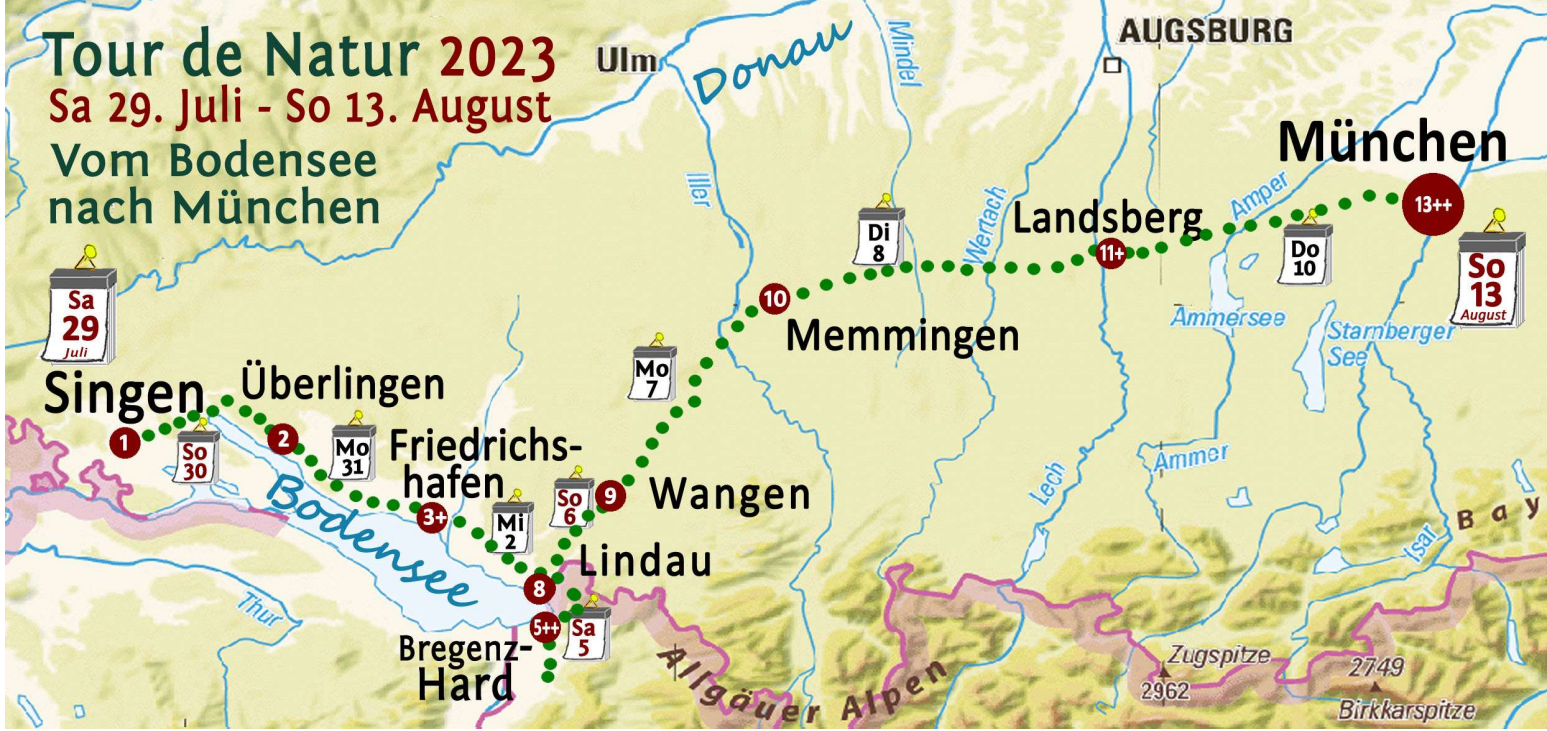 Tour de Natur 2023
Sa 29. Juli - So 13. August
Vom Bodensee
nach München
Ulm
Donau
Mindel
AUGSBURG
München
13++
Iller
Di
8
Wertach
Landsberg
11+
Amper
Do
10
So
13
August
Sa
29
Juli
10
Memmingen
Ammersee
Starnberger
See
Mo
7
Singen
1
Überlingen
2
So
30
Mo
31
Friedrichs-
hafen
3+
Mi
2
So
6
9
Wangen
Bodensee
Lindau
8
Thur
5++
Sa
5
Bregenz-
Hard
Lech
Ammer
Isar
Bay
Allgäuer Alpen
Zugspitze
2962
2749
Birkkarspitze